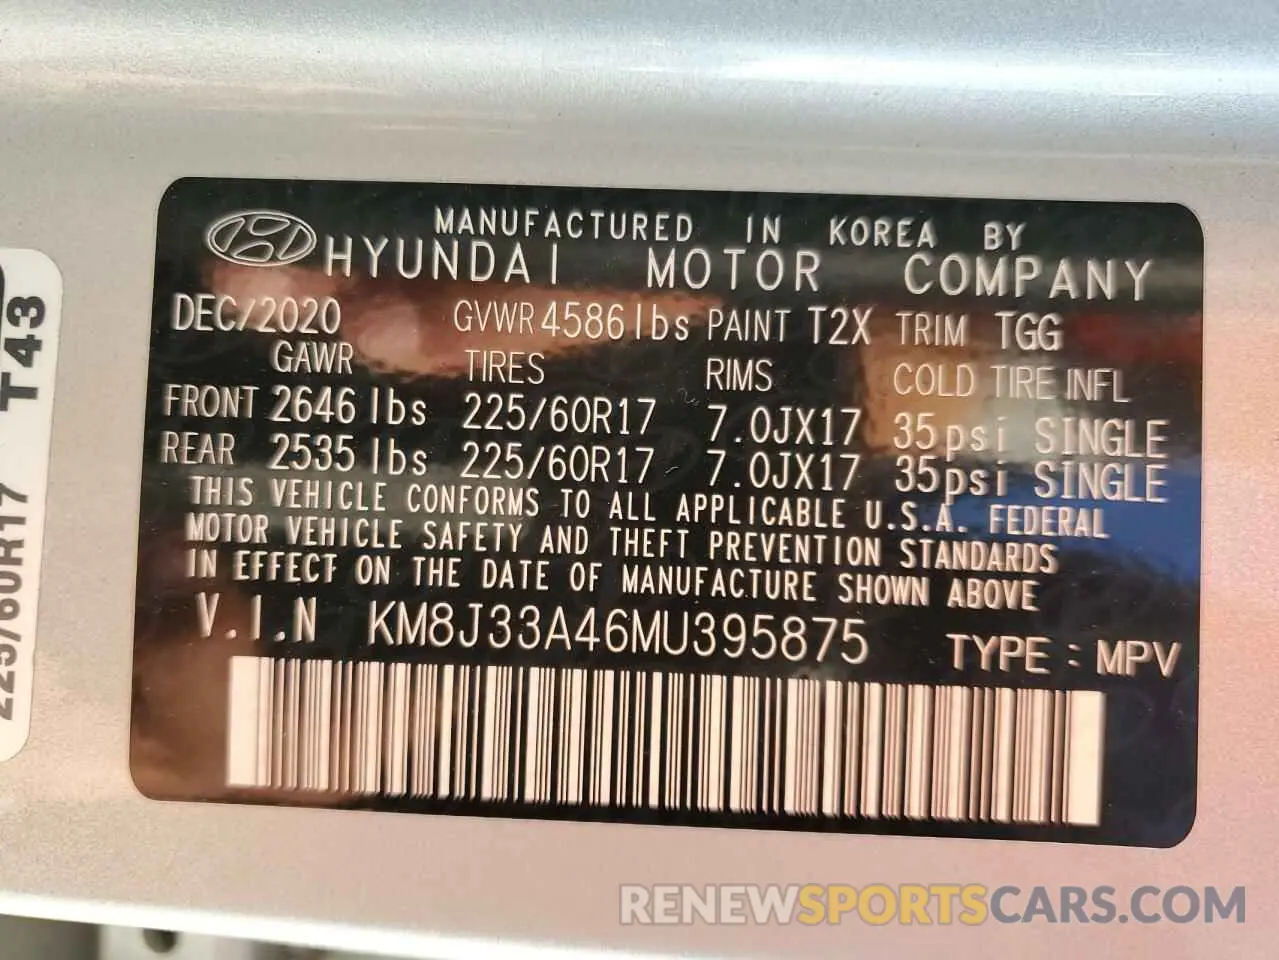 MANUFACTURED IN KOREA BY
HYUNDAI MOTOR COMPANY
DEC/2020 GVWR 4586 lbs PAINT T2X TRIM TGG
GAWR TIRES RIMS COLD TIRE INFL
FRONT 2646 lbs 225/60R17 7.0JX17 35psi SINGLE
REAR 2535 lbs 225/60R17 7.0JX17 35psi SINGLE
THIS VEHICLE CONFORMS TO ALL APPLICABLE U.S.A. FEDERAL
MOTOR VEHICLE SAFETY AND THEFT PREVENTION STANDARDS
IN EFFECT ON THE DATE OF MANUFACTURE SHOWN ABOVE
V.I.N KM8J33A46MU395875 TYPE : MPV
225/60R17 T43
RENEWSPORTSCARS.COM